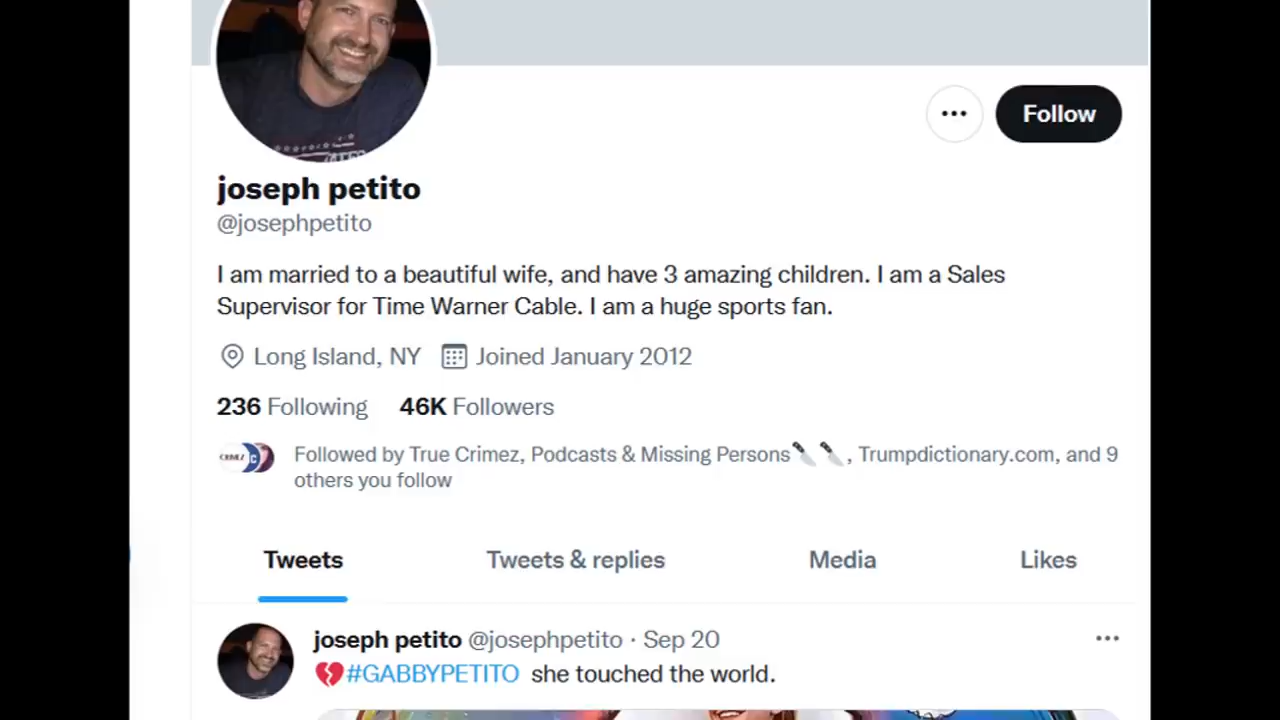 Follow
joseph petito
@josephpetito
I am married to a beautiful wife, and have 3 amazing children. I am a Sales
Supervisor for Time Warner Cable. I am a huge sports fan.
Long Island, NY Joined January 2012
236 Following 46K Followers
Followed by True Crimez, Podcasts & Missing Persons🔪🔪, Trumpdictionary.com, and 9
others you follow
Tweets Tweets & replies Media Likes
joseph petito @josephpetito · Sep 20
💔#GABBYPETITO she touched the world.